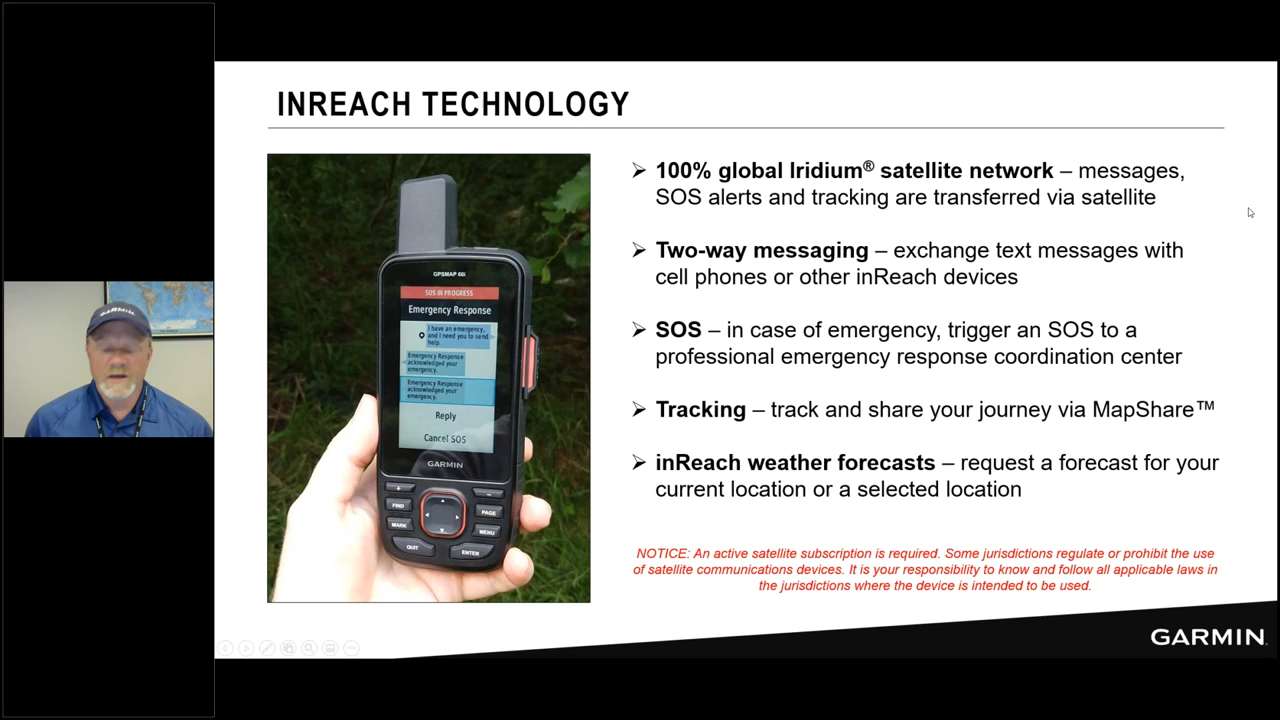 INREACH TECHNOLOGY
GPSMAP 66i
SOS IN PROGRESS
Emergency Response
I have an emergency,
and I need you to send
help.
Emergency Response
acknowledged your
emergency.
Emergency Response
acknowledged your
emergency.
Reply
Cancel SOS
GARMIN
FIND
PAGE
MARK
MENU
QUIT
ENTER
➢ 100% global Iridium® satellite network – messages,
SOS alerts and tracking are transferred via satellite
➢ Two-way messaging – exchange text messages with
cell phones or other inReach devices
➢ SOS – in case of emergency, trigger an SOS to a
professional emergency response coordination center
➢ Tracking – track and share your journey via MapShare™
➢ inReach weather forecasts – request a forecast for your
current location or a selected location
NOTICE: An active satellite subscription is required. Some jurisdictions regulate or prohibit the use
of satellite communications devices. It is your responsibility to know and follow all applicable laws in
the jurisdictions where the device is intended to be used.
GARMIN
GARMIN